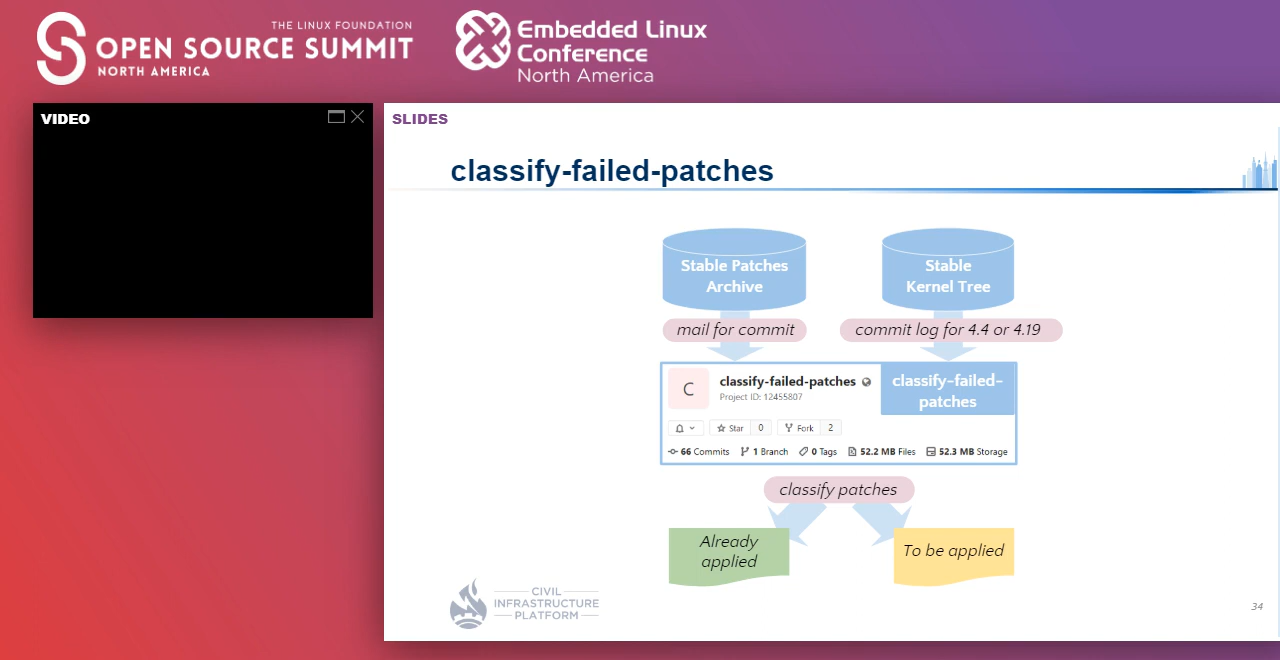 THE LINUX FOUNDATION
OPEN SOURCE SUMMIT
NORTH AMERICA
Embedded Linux
Conference
North America
VIDEO
SLIDES
classify-failed-patches
Stable Patches
Archive
Stable
Kernel Tree
mail for commit
commit log for 4.4 or 4.19
C
classify-failed-patches
Project ID: 12455807
classify-failed-
patches
Star 0
Fork 2
66 Commits 1 Branch 0 Tags 52.2 MB Files 52.3 MB Storage
classify patches
Already
applied
To be applied
CIVIL
INFRASTRUCTURE
PLATFORM
34